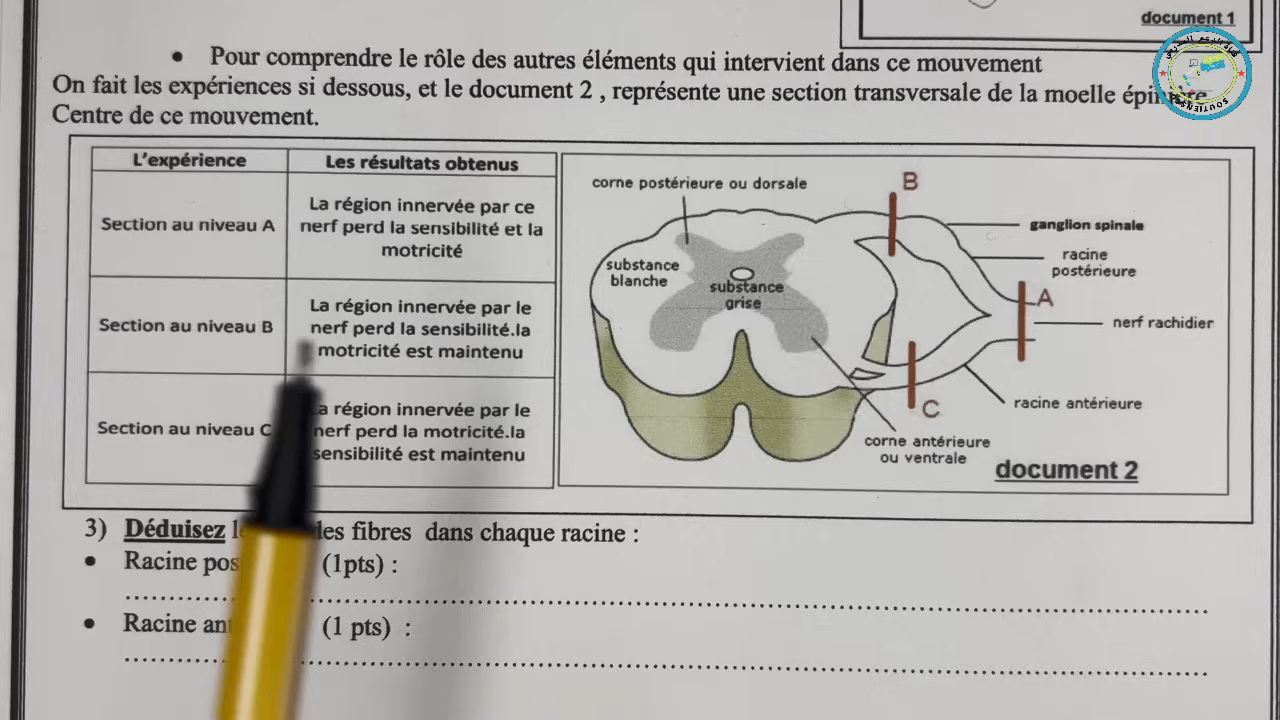 document 1
• Pour comprendre le rôle des autres éléments qui intervient dans ce mouvement
On fait les expériences si dessous, et le document 2 , représente une section transversale de la moelle
Centre de ce mouvement.
L'expérience
Les résultats obtenus
Section au niveau A
La région innervée par ce
nerf perd la sensibilité et la
motricité
Section au niveau B
La région innervée par le
nerf perd la sensibilité.la
motricité est maintenu
Section au niveau C
a région innervée par le
nerf perd la motricité.la
sensibilité est maintenu
corne postérieure ou dorsale
B
ganglion spinale
racine
postérieure
substance
blanche
substance
grise
A
nerf rachidien
C
racine antérieure
corne antérieure
ou ventrale
document 2
3) Déduisez les fibres dans chaque racine :
• Racine pos (1pts) :
• Racine ant (1 pts) :
SOUTIENSCOM